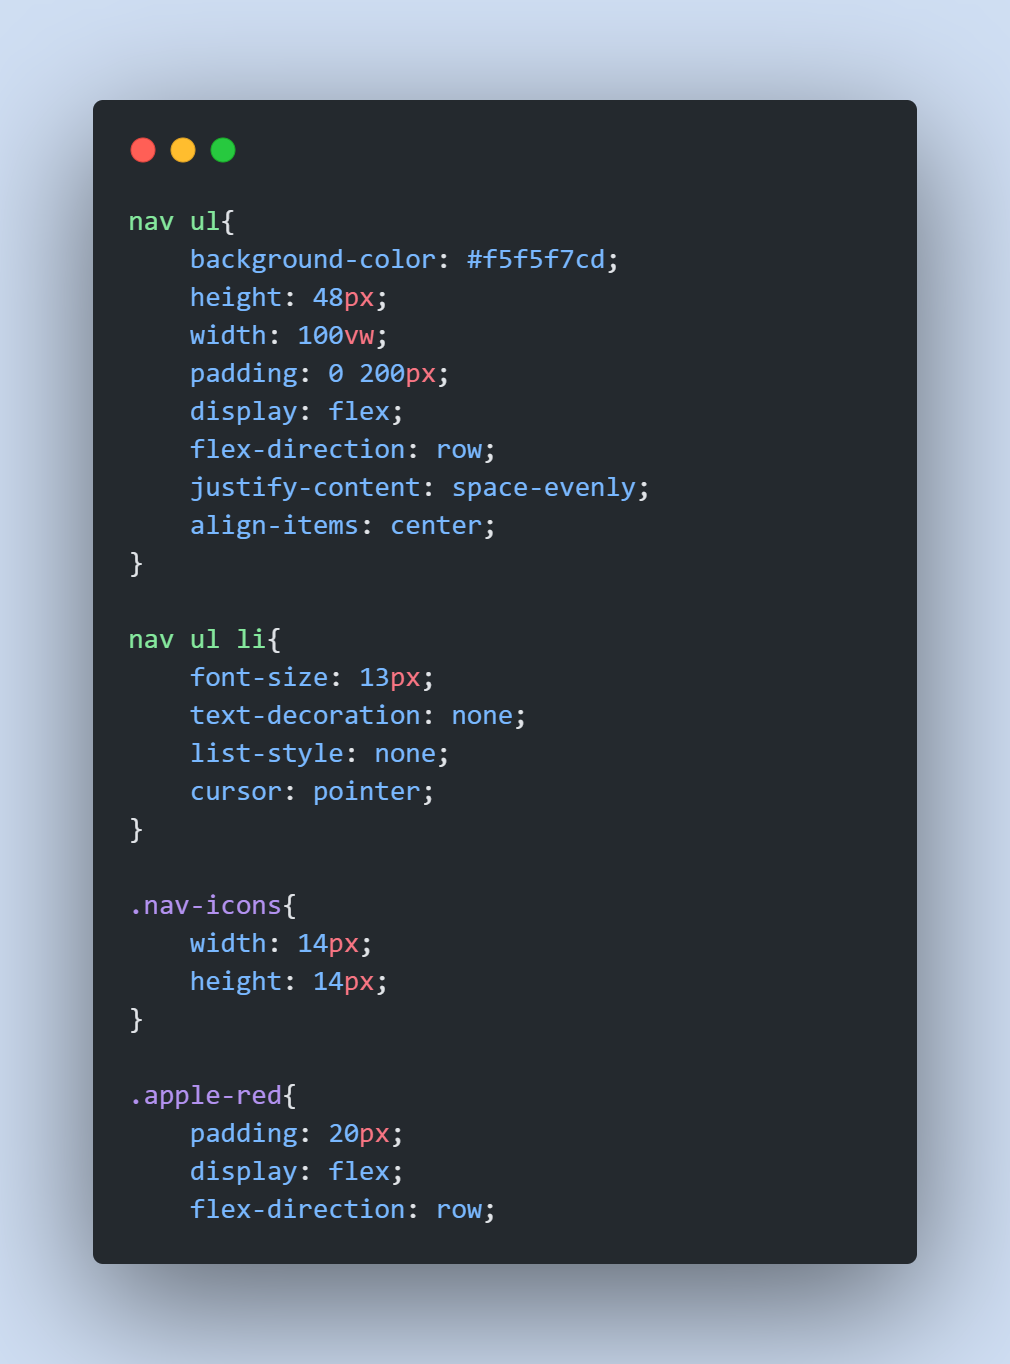 nav ul{
    background-color: #f5f5f7cd;
    height: 48px;
    width: 100vw;
    padding: 0 200px;
    display: flex;
    flex-direction: row;
    justify-content: space-evenly;
    align-items: center;
}

nav ul li{
    font-size: 13px;
    text-decoration: none;
    list-style: none;
    cursor: pointer;
}

.nav-icons{
    width: 14px;
    height: 14px;
}

.apple-red{
    padding: 20px;
    display: flex;
    flex-direction: row;